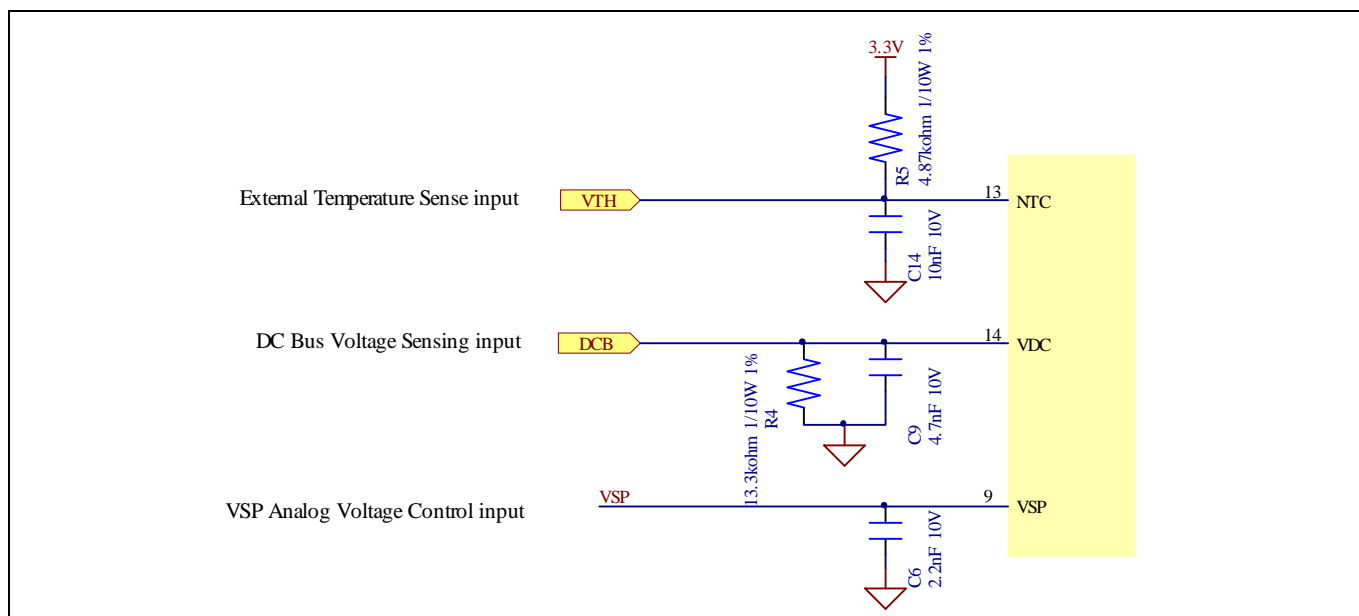 3.3V
R5
4.87kohm 1/10W 1%
External Temperature Sense input
VTH
13
NTC
C14
10nF 10V
DC Bus Voltage Sensing input
DCB
14
VDC
13.3kohm 1/10W 1%
R4
C9
4.7nF 10V
VSP Analog Voltage Control input
VSP
9
VSP
C6
2.2nF 10V